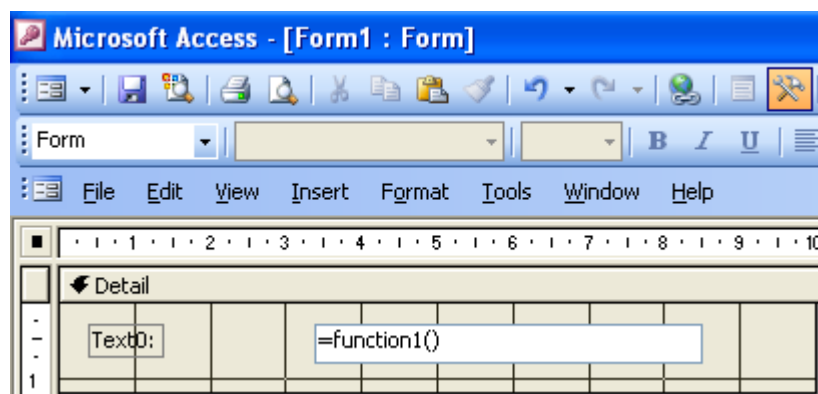 Microsoft Access - [Form1 : Form]
Form
B I U
File Edit View Insert Format Tools Window Help
1 2 3 4 5 6 7 8 9 10
Detail
Text0: =function1()
1